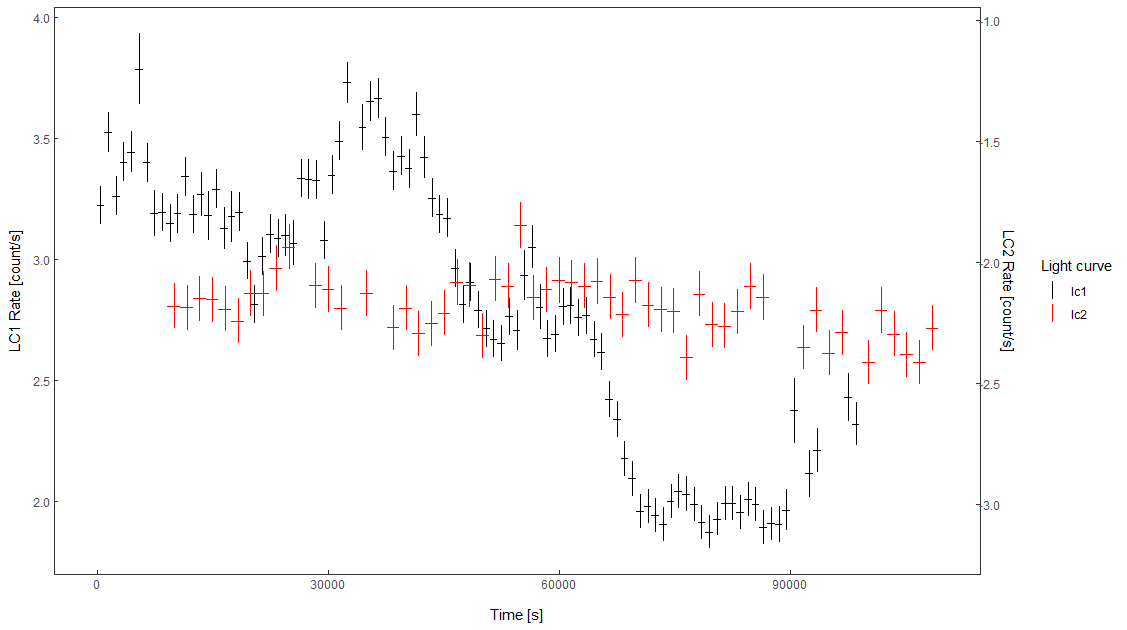 4.0
3.5
3.0
2.5
2.0
-1.0
-1.5
-2.0
-2.5
-3.0
0
30000
60000
90000
Time [s]
LC1 Rate [count/s]
LC2 Rate [count/s]
Light curve
lc1
lc2